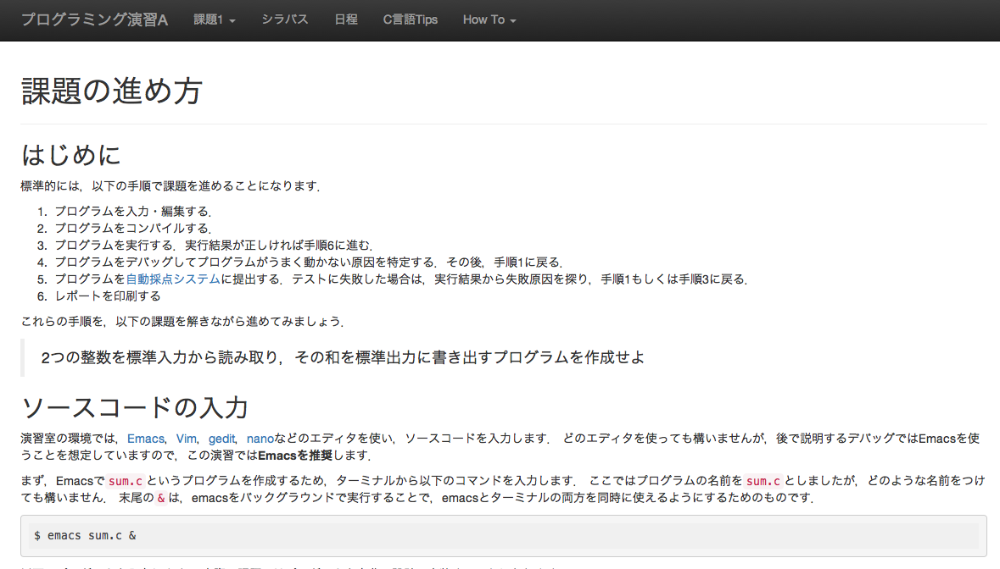 プログラミング演習A 課題1 シラバス 日程 C言語Tips How To
課題の進め方
はじめに
標準的には，以下の手順で課題を進めることになります．
1. プログラムを入力・編集する．
2. プログラムをコンパイルする．
3. プログラムを実行する．実行結果が正しければ手順6に進む．
4. プログラムをデバッグしてプログラムがうまく動かない原因を特定する．その後，手順1に戻る．
5. プログラムを自動採点システムに提出する．テストに失敗した場合は，実行結果から失敗原因を探り，手順1もしくは手順3に戻る．
6. レポートを印刷する
これらの手順を，以下の課題を解きながら進めてみましょう．
2つの整数を標準入力から読み取り，その和を標準出力に書き出すプログラムを作成せよ
ソースコードの入力
演習室の環境では，Emacs，Vim，gedit，nanoなどのエディタを使い，ソースコードを入力します． どのエディタを使っても構いませんが，後で説明するデバッグではEmacsを使
うことを想定していますので，この演習ではEmacsを推奨します．
まず，Emacsで sum.c というプログラムを作成するため，ターミナルから以下のコマンドを入力します． ここではプログラムの名前を sum.c としましたが，どのような名前をつけ
ても構いません． 末尾の & は，emacsをバックグラウンドで実行することで，emacsとターミナルの両方を同時に使えるようにするためのものです．
$ emacs sum.c &